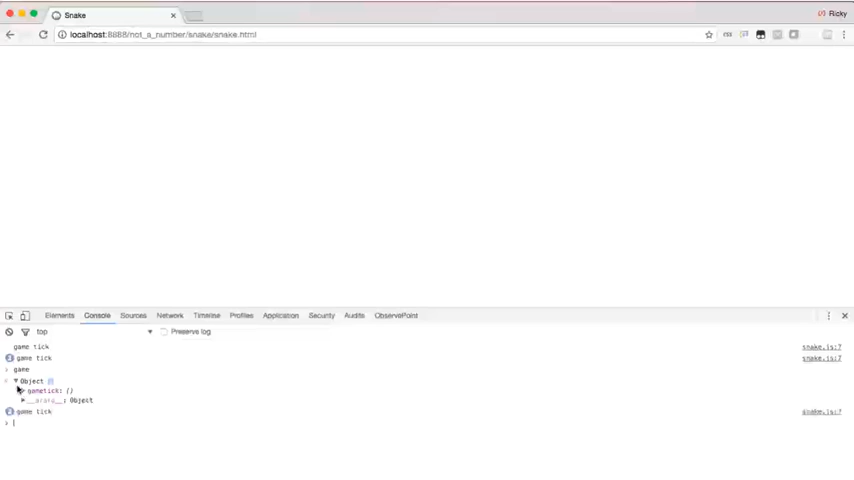 Snake
Ricky
localhost:8888/not_a_number/snake/snake.html
Elements Console Sources Network Timeline Profiles Application Security Audits ObservePoint
top Preserve log
game tick snake.js:7
game tick snake.js:7
game
Object
gametick: ()
__proto__: Object
2 game tick snake.js:7